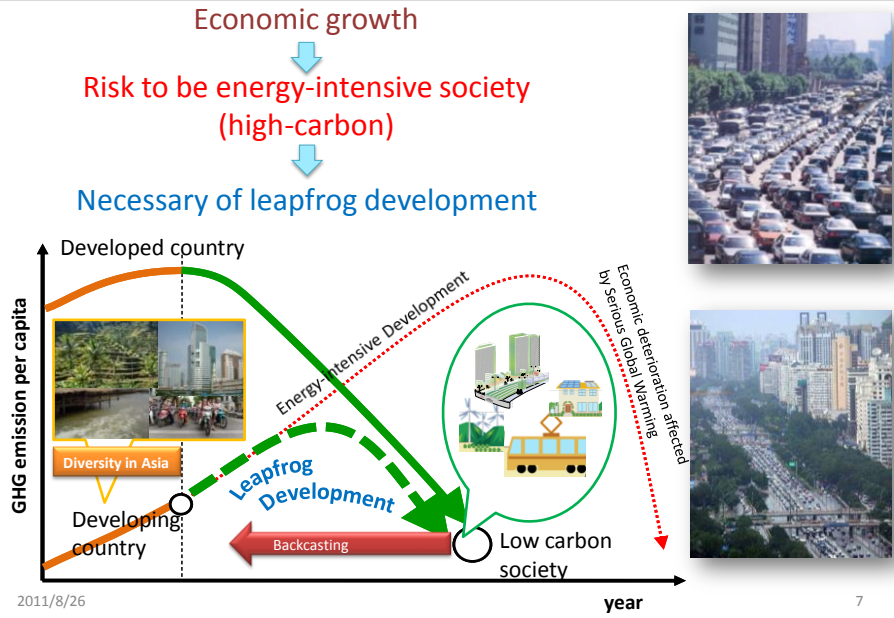 Economic growth
Risk to be energy-intensive society
(high-carbon)
Necessary of leapfrog development
Developed country
GHG emission per capita
Energy-intensive Development
Economic deterioration affected
by Serious Global Warming
Diversity in Asia
Leapfrog
Development
Developing
country
Backcasting
Low carbon
society
year
2011/8/26
7